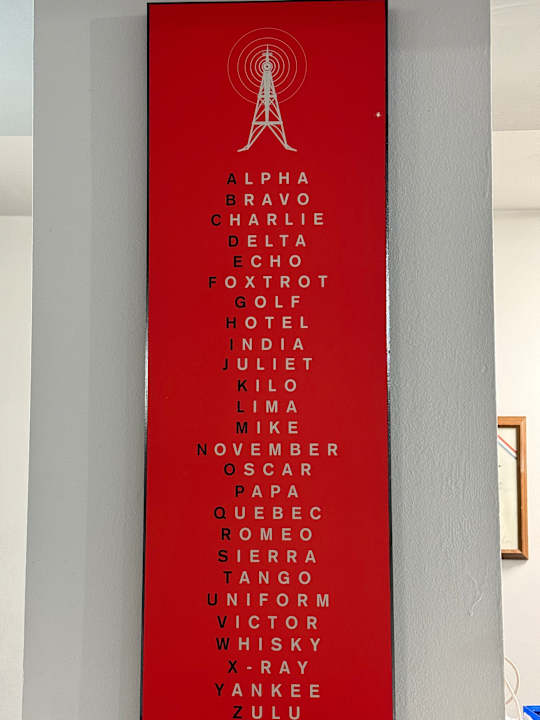 ALPHA
BRAVO
CHARLIE
DELTA
ECHO
FOXTROT
GOLF
HOTEL
INDIA
JULIET
KILO
LIMA
MIKE
NOVEMBER
OSCAR
PAPA
QUEBEC
ROMEO
SIERRA
TANGO
UNIFORM
VICTOR
WHISKY
X-RAY
YANKEE
ZULU